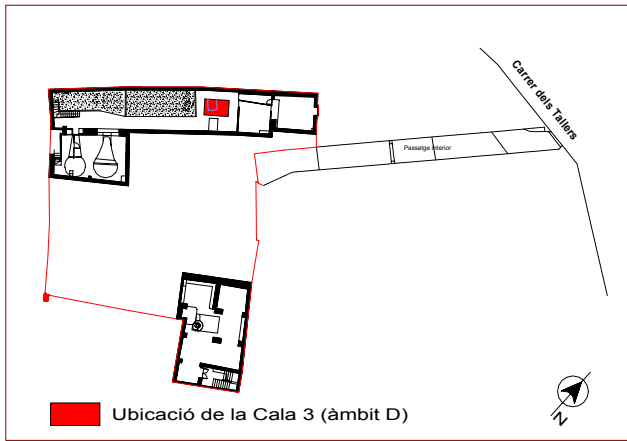 Carrer dels Tallers
Passatge interior
Ubicació de la Cala 3 (àmbit D)
N